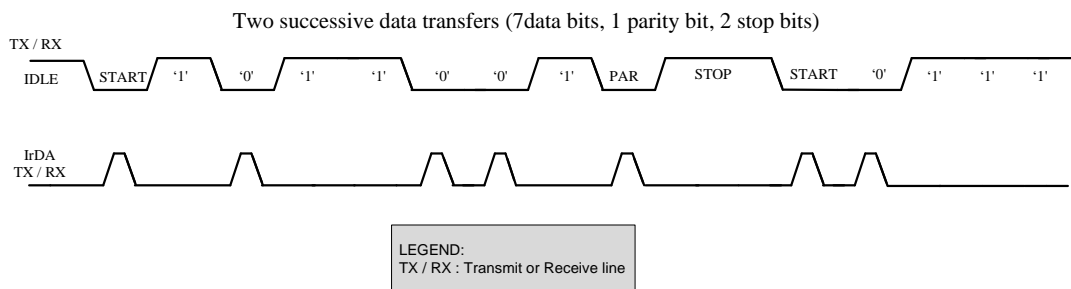 Two successive data transfers (7data bits, 1 parity bit, 2 stop bits)
TX / RX
IDLE START ‘1' ‘0' ‘1' ‘1' ‘0' ‘0' ‘1' PAR STOP START ‘0' ‘1' ‘1' ‘1'
IrDA
TX / RX
LEGEND:
TX / RX : Transmit or Receive line